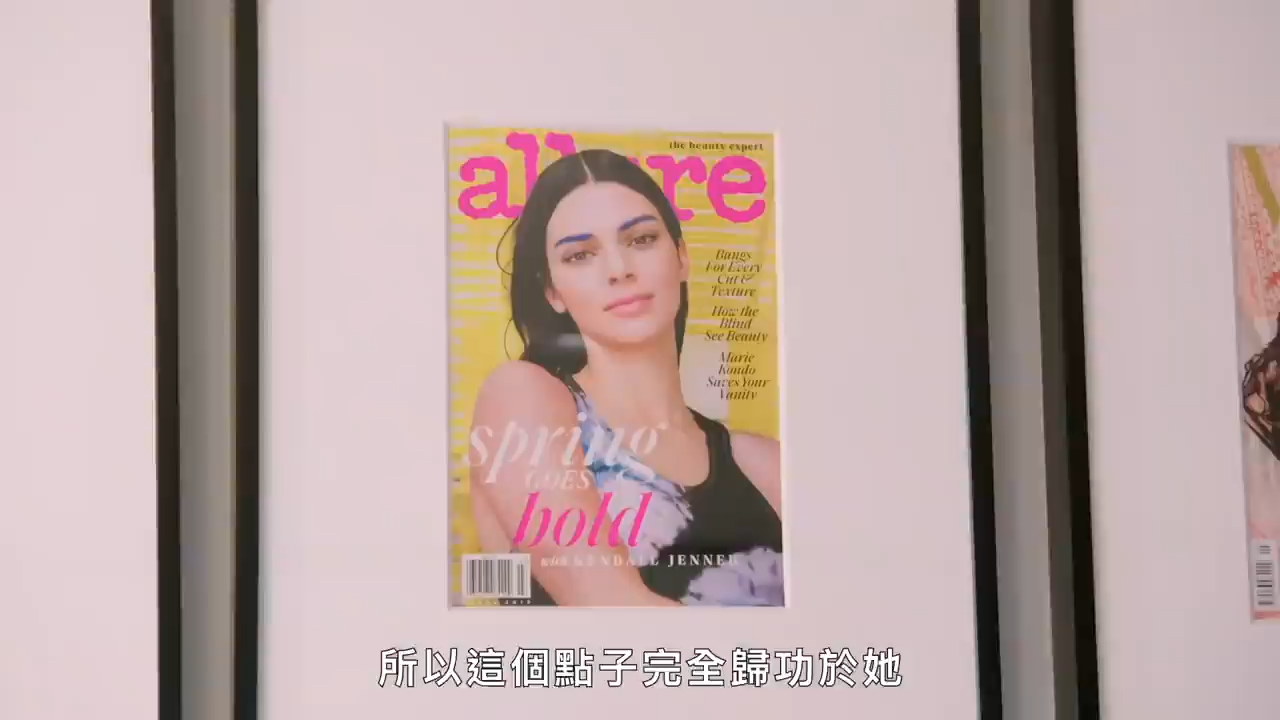 the beauty expert
allure
Bangs
For Every
Cut &
Texture
How the
Blind
See Beauty
Marie
Kondo
Saves Your
Vanity
spring
GOES
bold
with KENDALL JENNER
所以這個點子完全歸功於她